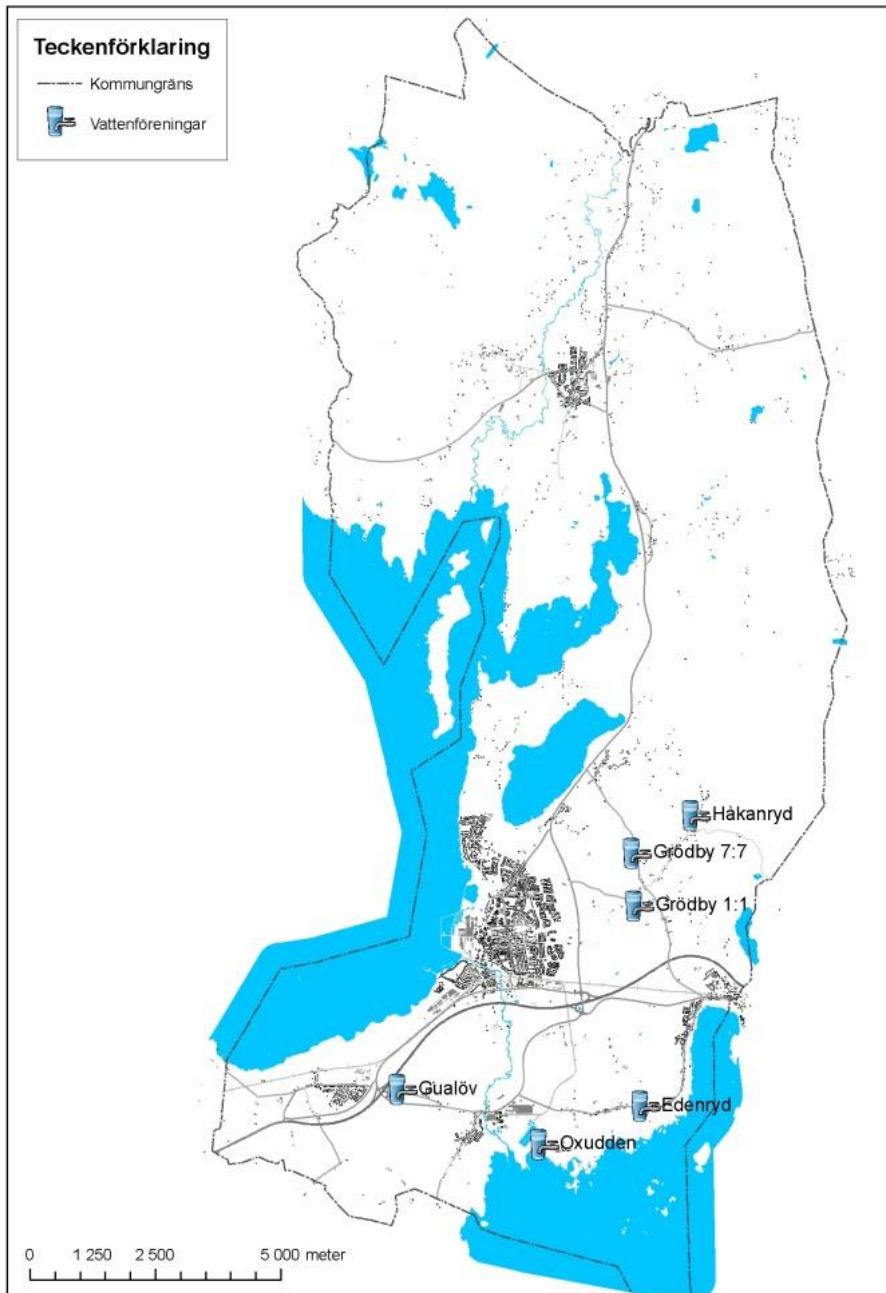 Teckenförklaring
Kommungräns
Vattenföreningar
Håkanryd
Grödby 7:7
Grödby 1:1
Gualöv
Edenryd
Oxudden
0 1 250 2 500 5 000 meter